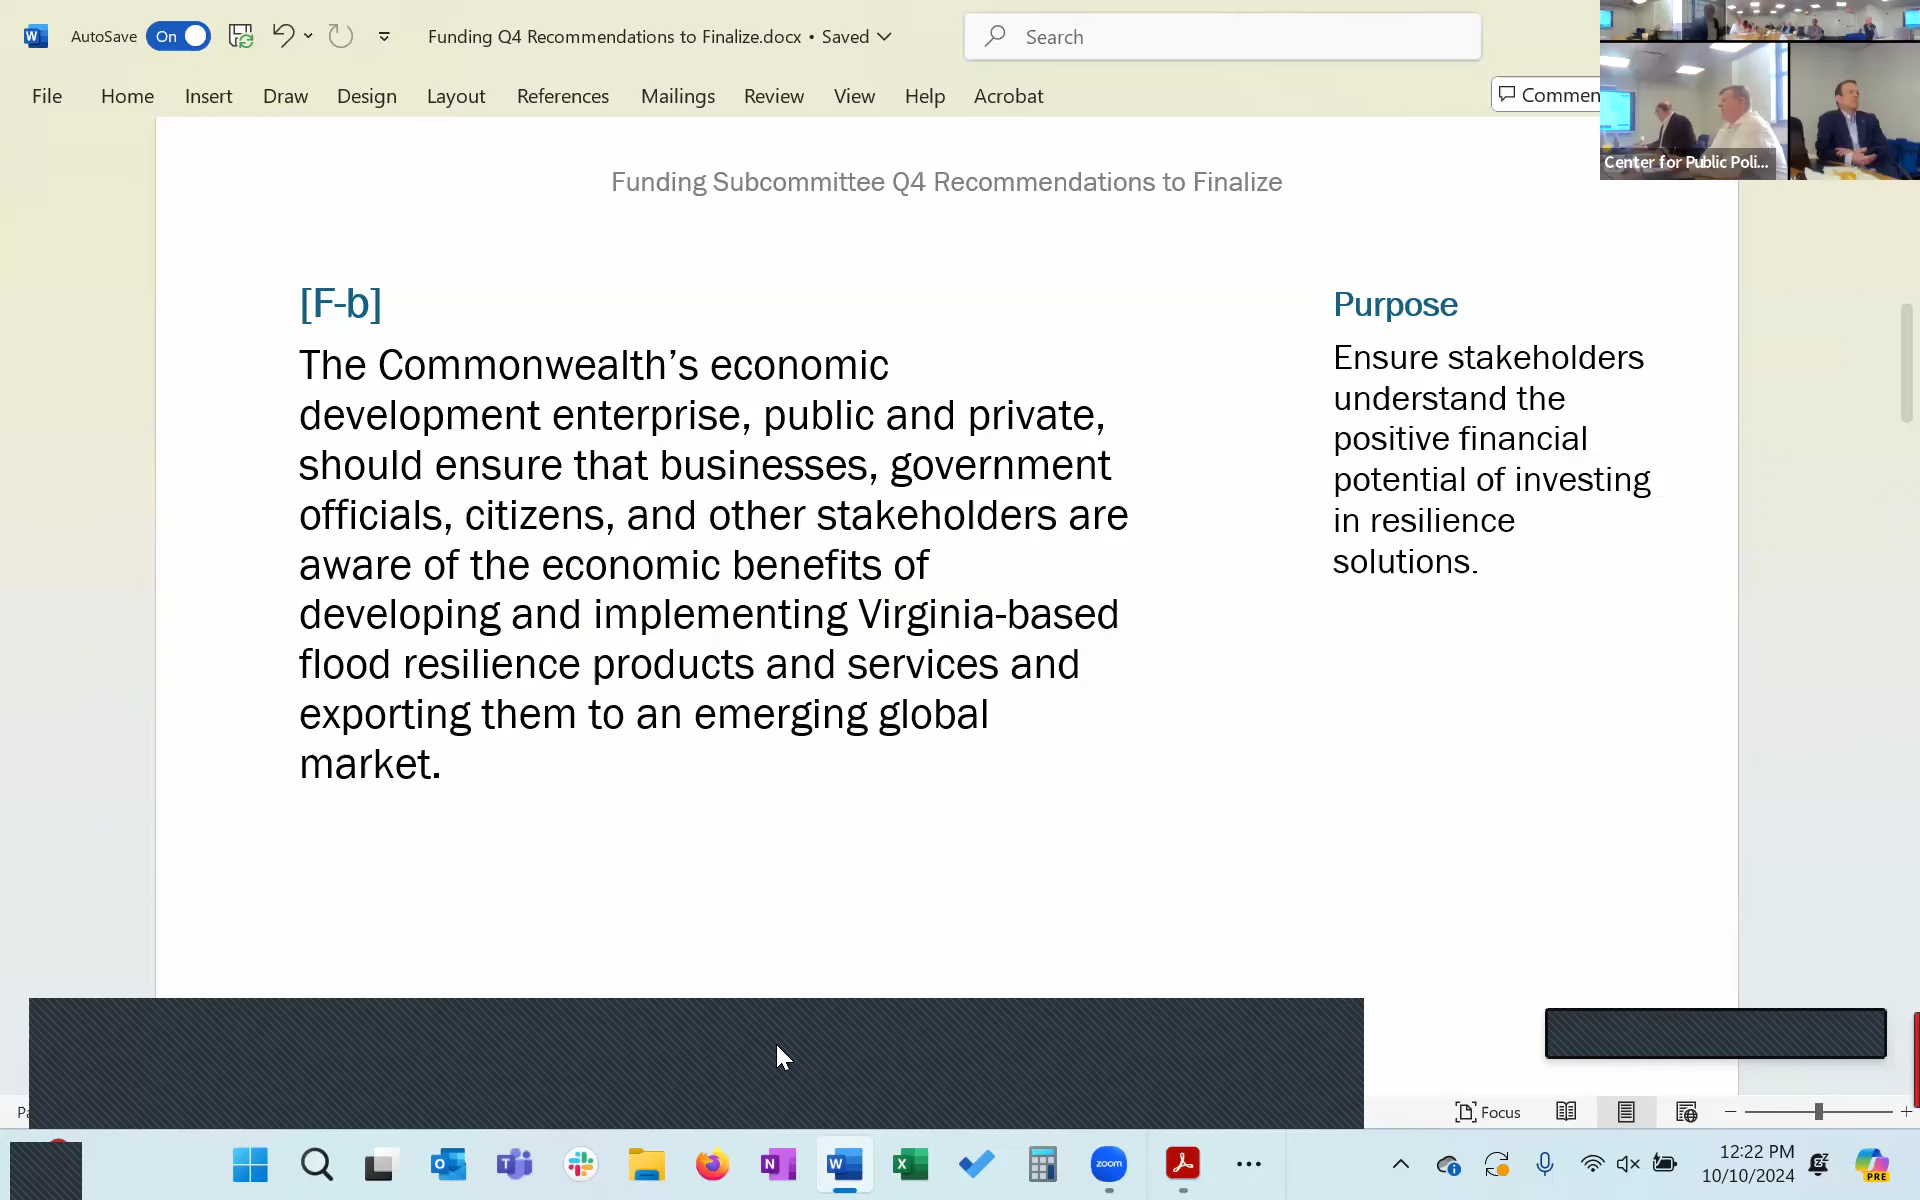 AutoSave On Funding Q4 Recommendations to Finalize.docx • Saved Search
File Home Insert Draw Design Layout References Mailings Review View Help Acrobat Commen
Center for Public Poli...
Funding Subcommittee Q4 Recommendations to Finalize
[F-b]
The Commonwealth’s economic
development enterprise, public and private,
should ensure that businesses, government
officials, citizens, and other stakeholders are
aware of the economic benefits of
developing and implementing Virginia-based
flood resilience products and services and
exporting them to an emerging global
market.
Purpose
Ensure stakeholders
understand the
positive financial
potential of investing
in resilience
solutions.
Pa
Focus
zoom
12:22 PM
10/10/2024
PRE